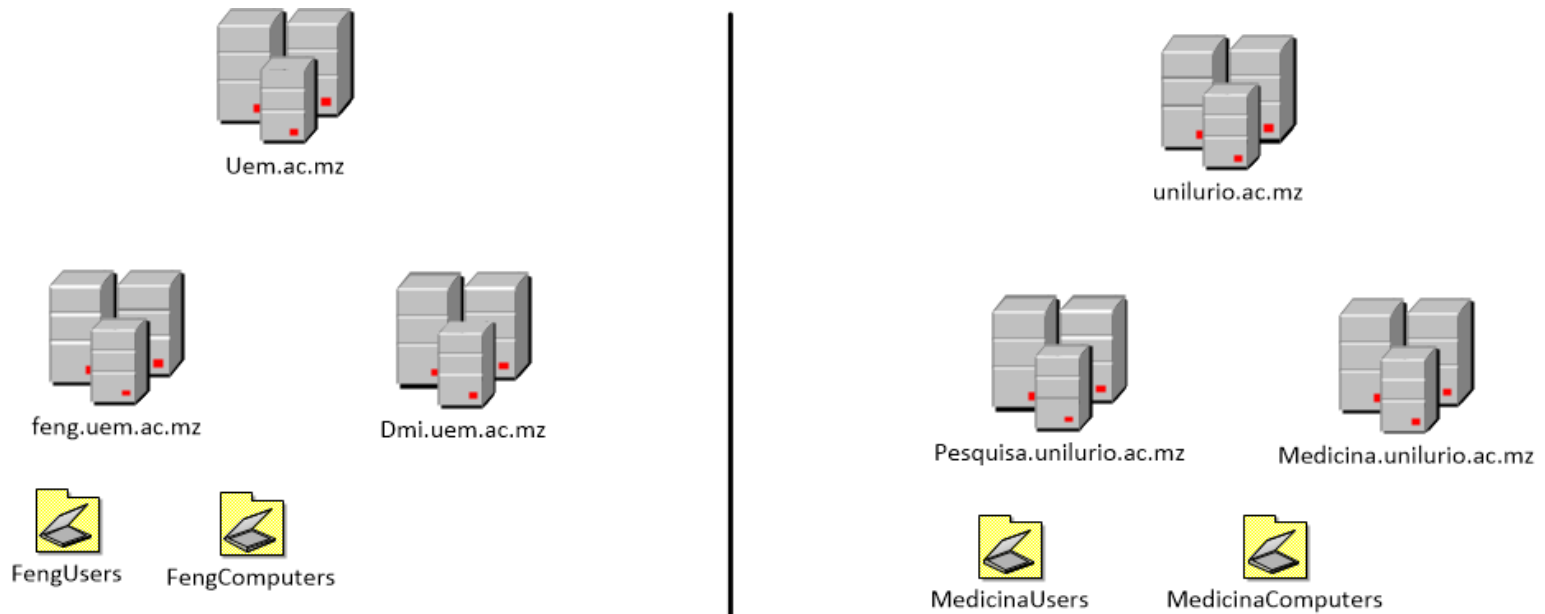 Uem.ac.mz
feng.uem.ac.mz
Dmi.uem.ac.mz
FengUsers
FengComputers
unilurio.ac.mz
Pesquisa.unilurio.ac.mz
Medicina.unilurio.ac.mz
MedicinaUsers
MedicinaComputers